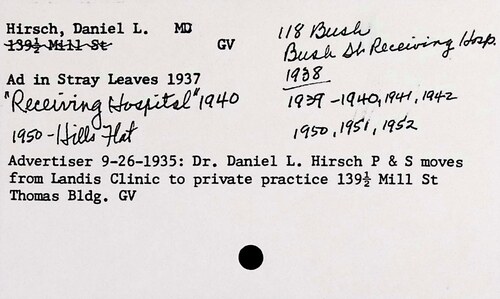 Hirsch, Daniel L. MD
139½ Mill St GV
Ad in Stray Leaves 1937
"Receiving Hospital" 1940
1950 - Hills Flat
118 Bush
Bush St Receiving Hosp.
1938
1939 - 1940, 1941, 1942
1950, 1951, 1952
Advertiser 9-26-1935: Dr. Daniel L. Hirsch P & S moves
from Landis Clinic to private practice 139½ Mill St
Thomas Bldg. GV